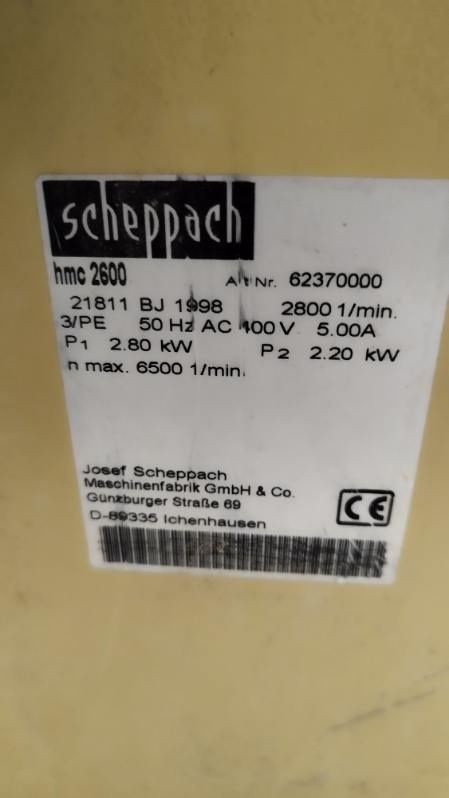 scheppach
hmc 2600 Art Nr. 62370000
21811 BJ 1998 2800 1/min.
3/PE 50 Hz AC 400 V 5.00A
P1 2.80 kW P2 2.20 kW
n max. 6500 1/min.
Josef Scheppach
Maschinenfabrik GmbH & Co.
Günzburger Straße 69
D-89335 Ichenhausen
CE